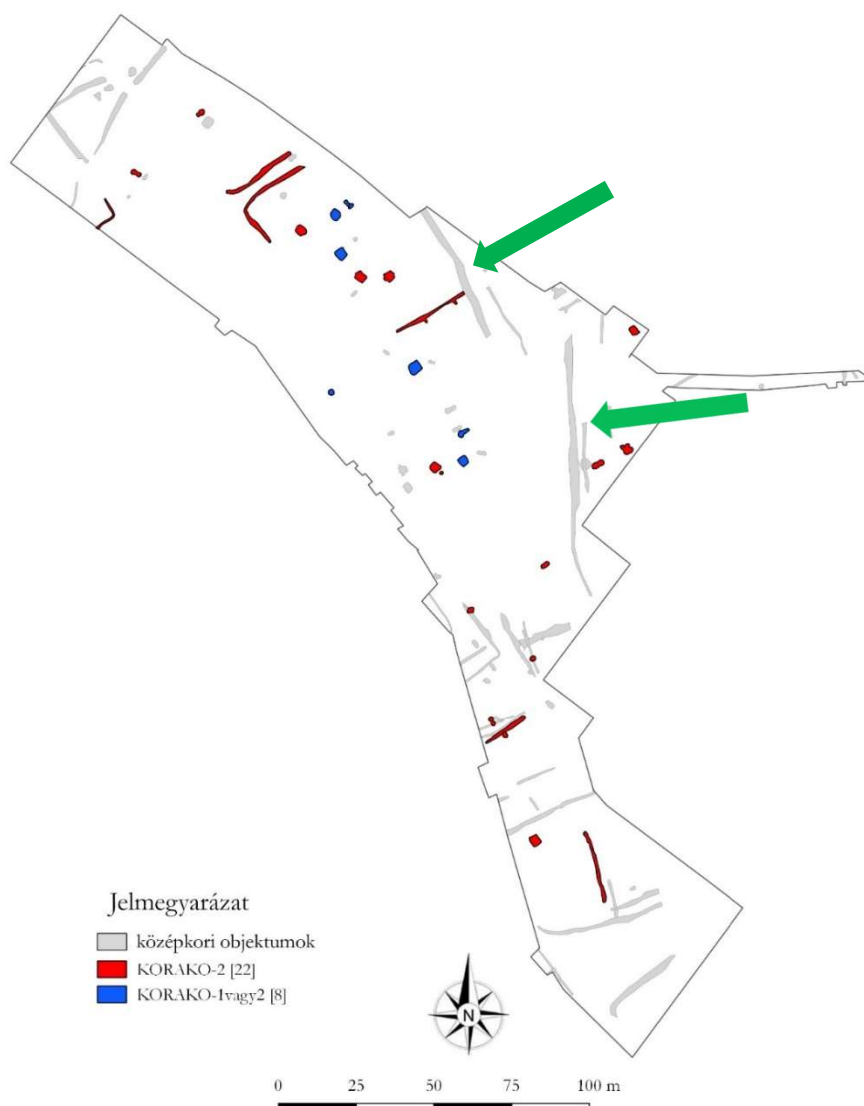 Jelmegyarázat
középkori objektumok
KORAKO-2 [22]
KORAKO-1vagy2 [8]
N
0 25 50 75 100 m